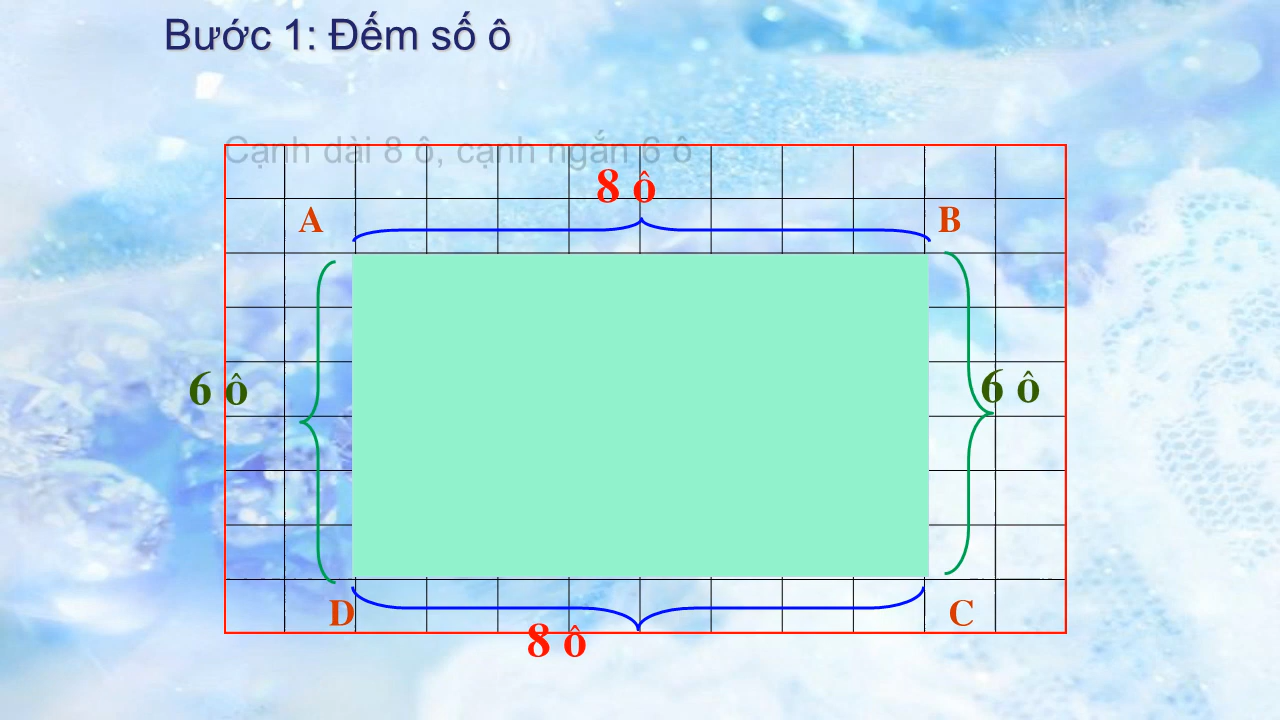 Bước 1: Đếm số ô
Cạnh dài 8 ô, cạnh ngắn 6 ô
8 ô
A
B
6 ô
6 ô
D
C
8 ô